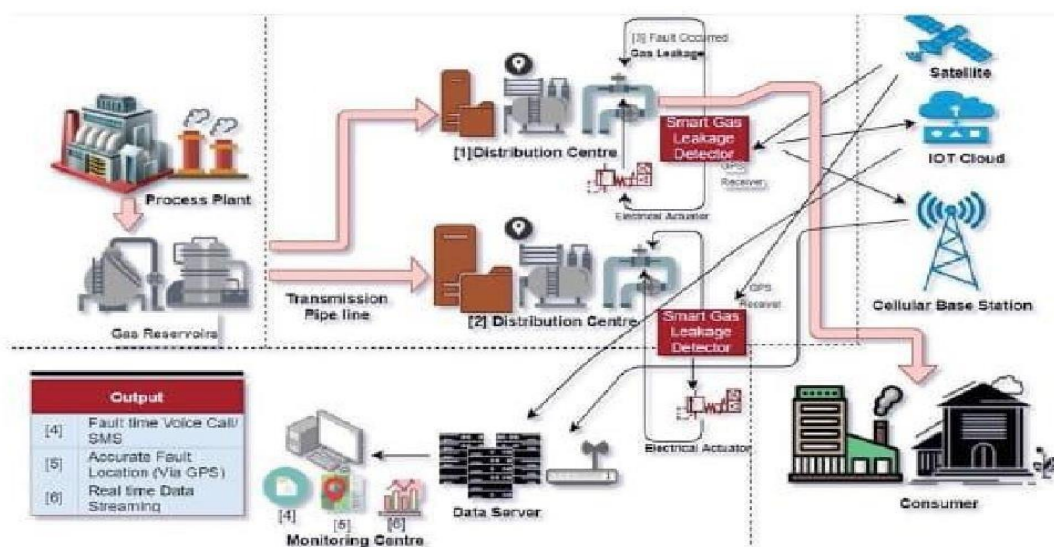 [3] Fault Occurred
Gas Leakage
Satellite
Smart Gas
Leakage
Detector
[1]Distribution Centre
IOT Cloud
GPS
Receiver
Process Plant
Electrical Actuator
GPS
Receiver
Transmission
Pipe line
[2] Distribution Centre
Smart Gas
Leakage
Detector
Cellular Base Station
Gas Reservoirs
Output
[4] Fault time Voice Call/
SMS
[5] Accurate Fault
Location (Via GPS)
[6] Real time Data
Streaming
Electrical Actuator
Consumer
[4]
[5]
[6]
Data Server
Monitoring Centre